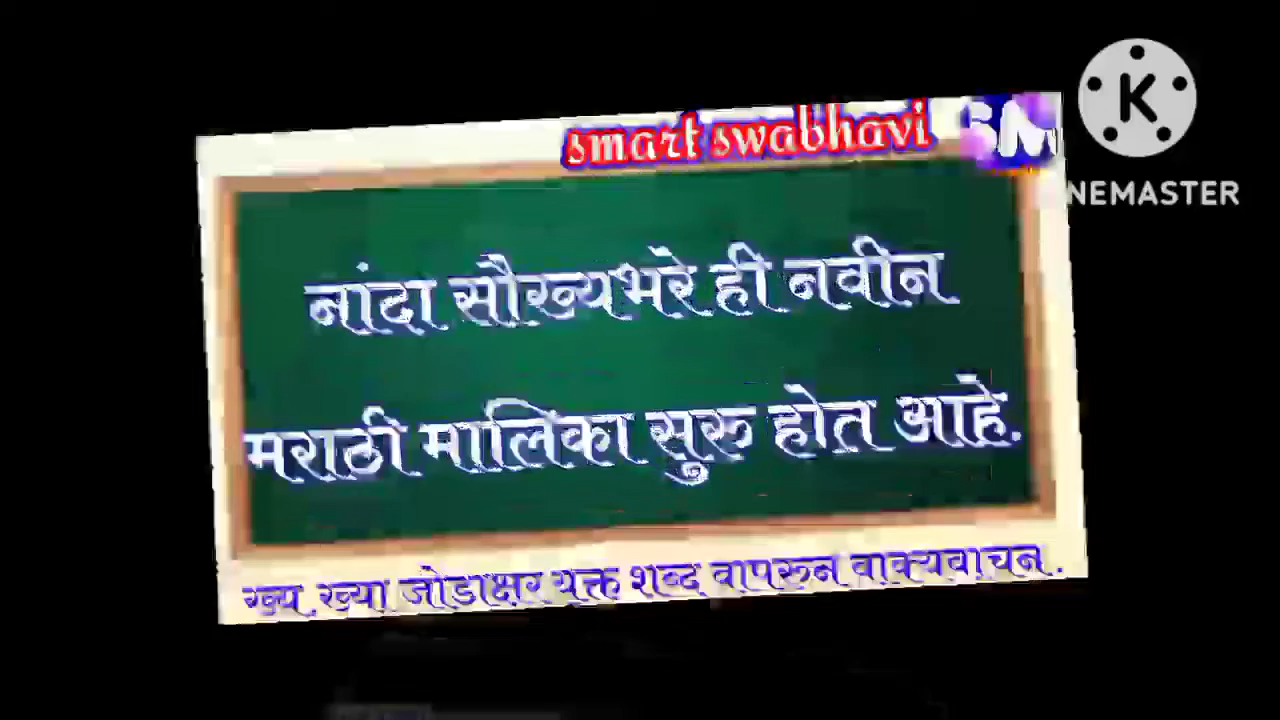 smart swabhavi SM
K
NEMASTER
नांदा सौख्यभरे ही नवीन
मराठी मालिका सुरु होत आहे.
ख्य ख्या जोडाक्षर युक्त शब्द वापरून वाक्यवाचन .